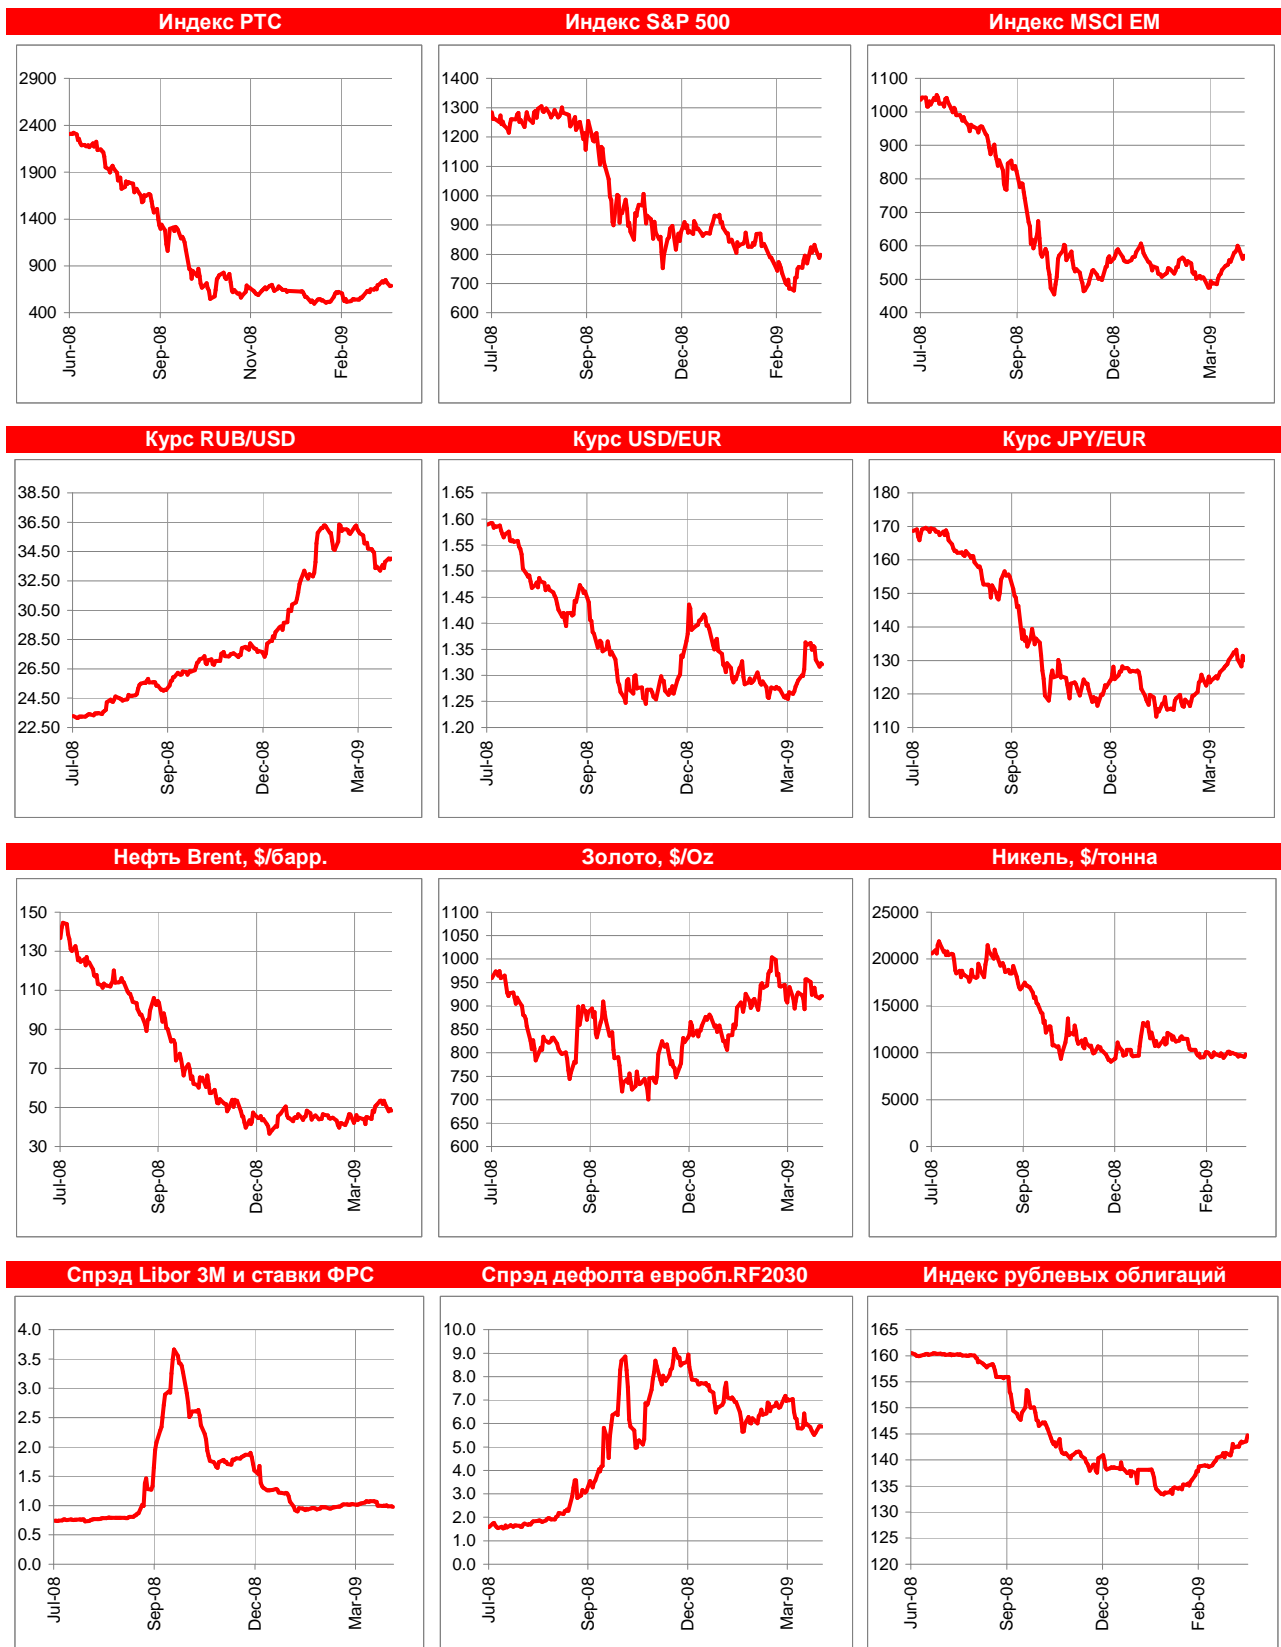 Индекс РТС
Индекс S&P 500
Индекс MSCI EM
2900
2400
1900
1400
900
400
Jun-08
Sep-08
Nov-08
Feb-09
1400
1300
1200
1100
1000
900
800
700
600
Jul-08
Sep-08
Dec-08
Feb-09
1100
1000
900
800
700
600
500
400
Jul-08
Sep-08
Dec-08
Mar-09
Курс RUB/USD
Курс USD/EUR
Курс JPY/EUR
38.50
36.50
34.50
32.50
30.50
28.50
26.50
24.50
22.50
Jul-08
Sep-08
Dec-08
Mar-09
1.65
1.60
1.55
1.50
1.45
1.40
1.35
1.30
1.25
1.20
Jul-08
Sep-08
Dec-08
Mar-09
180
170
160
150
140
130
120
110
Jul-08
Sep-08
Dec-08
Mar-09
Нефть Brent, $/барр.
Золото, $/Oz
Никель, $/тонна
150
130
110
90
70
50
30
Jul-08
Sep-08
Dec-08
Mar-09
1100
1050
1000
950
900
850
800
750
700
650
600
Jul-08
Sep-08
Dec-08
Mar-09
25000
20000
15000
10000
5000
0
Jul-08
Sep-08
Dec-08
Feb-09
Спрэд Libor 3M и ставки ФРС
Спрэд дефолта евробл.RF2030
Индекс рублевых облигаций
4.0
3.5
3.0
2.5
2.0
1.5
1.0
0.5
0.0
Jul-08
Sep-08
Dec-08
Mar-09
10.0
9.0
8.0
7.0
6.0
5.0
4.0
3.0
2.0
1.0
0.0
Jul-08
Sep-08
Dec-08
Mar-09
165
160
155
150
145
140
135
130
125
120
Jun-08
Sep-08
Dec-08
Feb-09